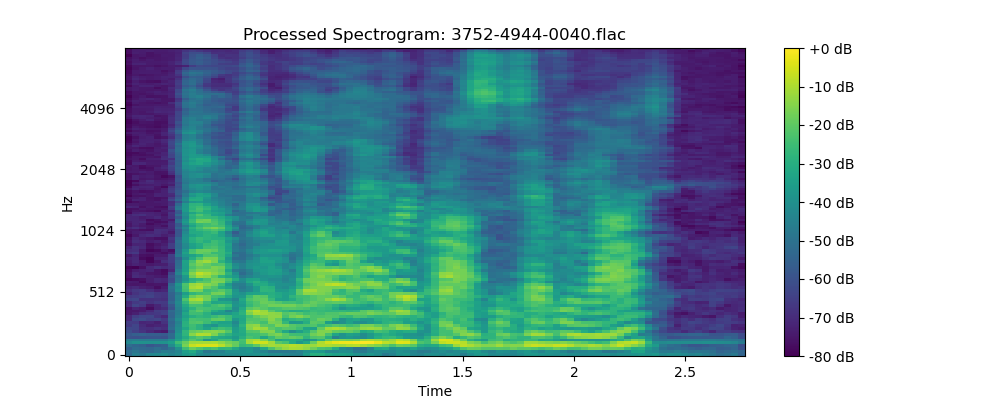 Processed Spectrogram: 3752-4944-0040.flac
+0 dB
-10 dB
-20 dB
-30 dB
-40 dB
-50 dB
-60 dB
-70 dB
-80 dB
Hz
4096
2048
1024
512
0
0 0.5 1 1.5 2 2.5
Time